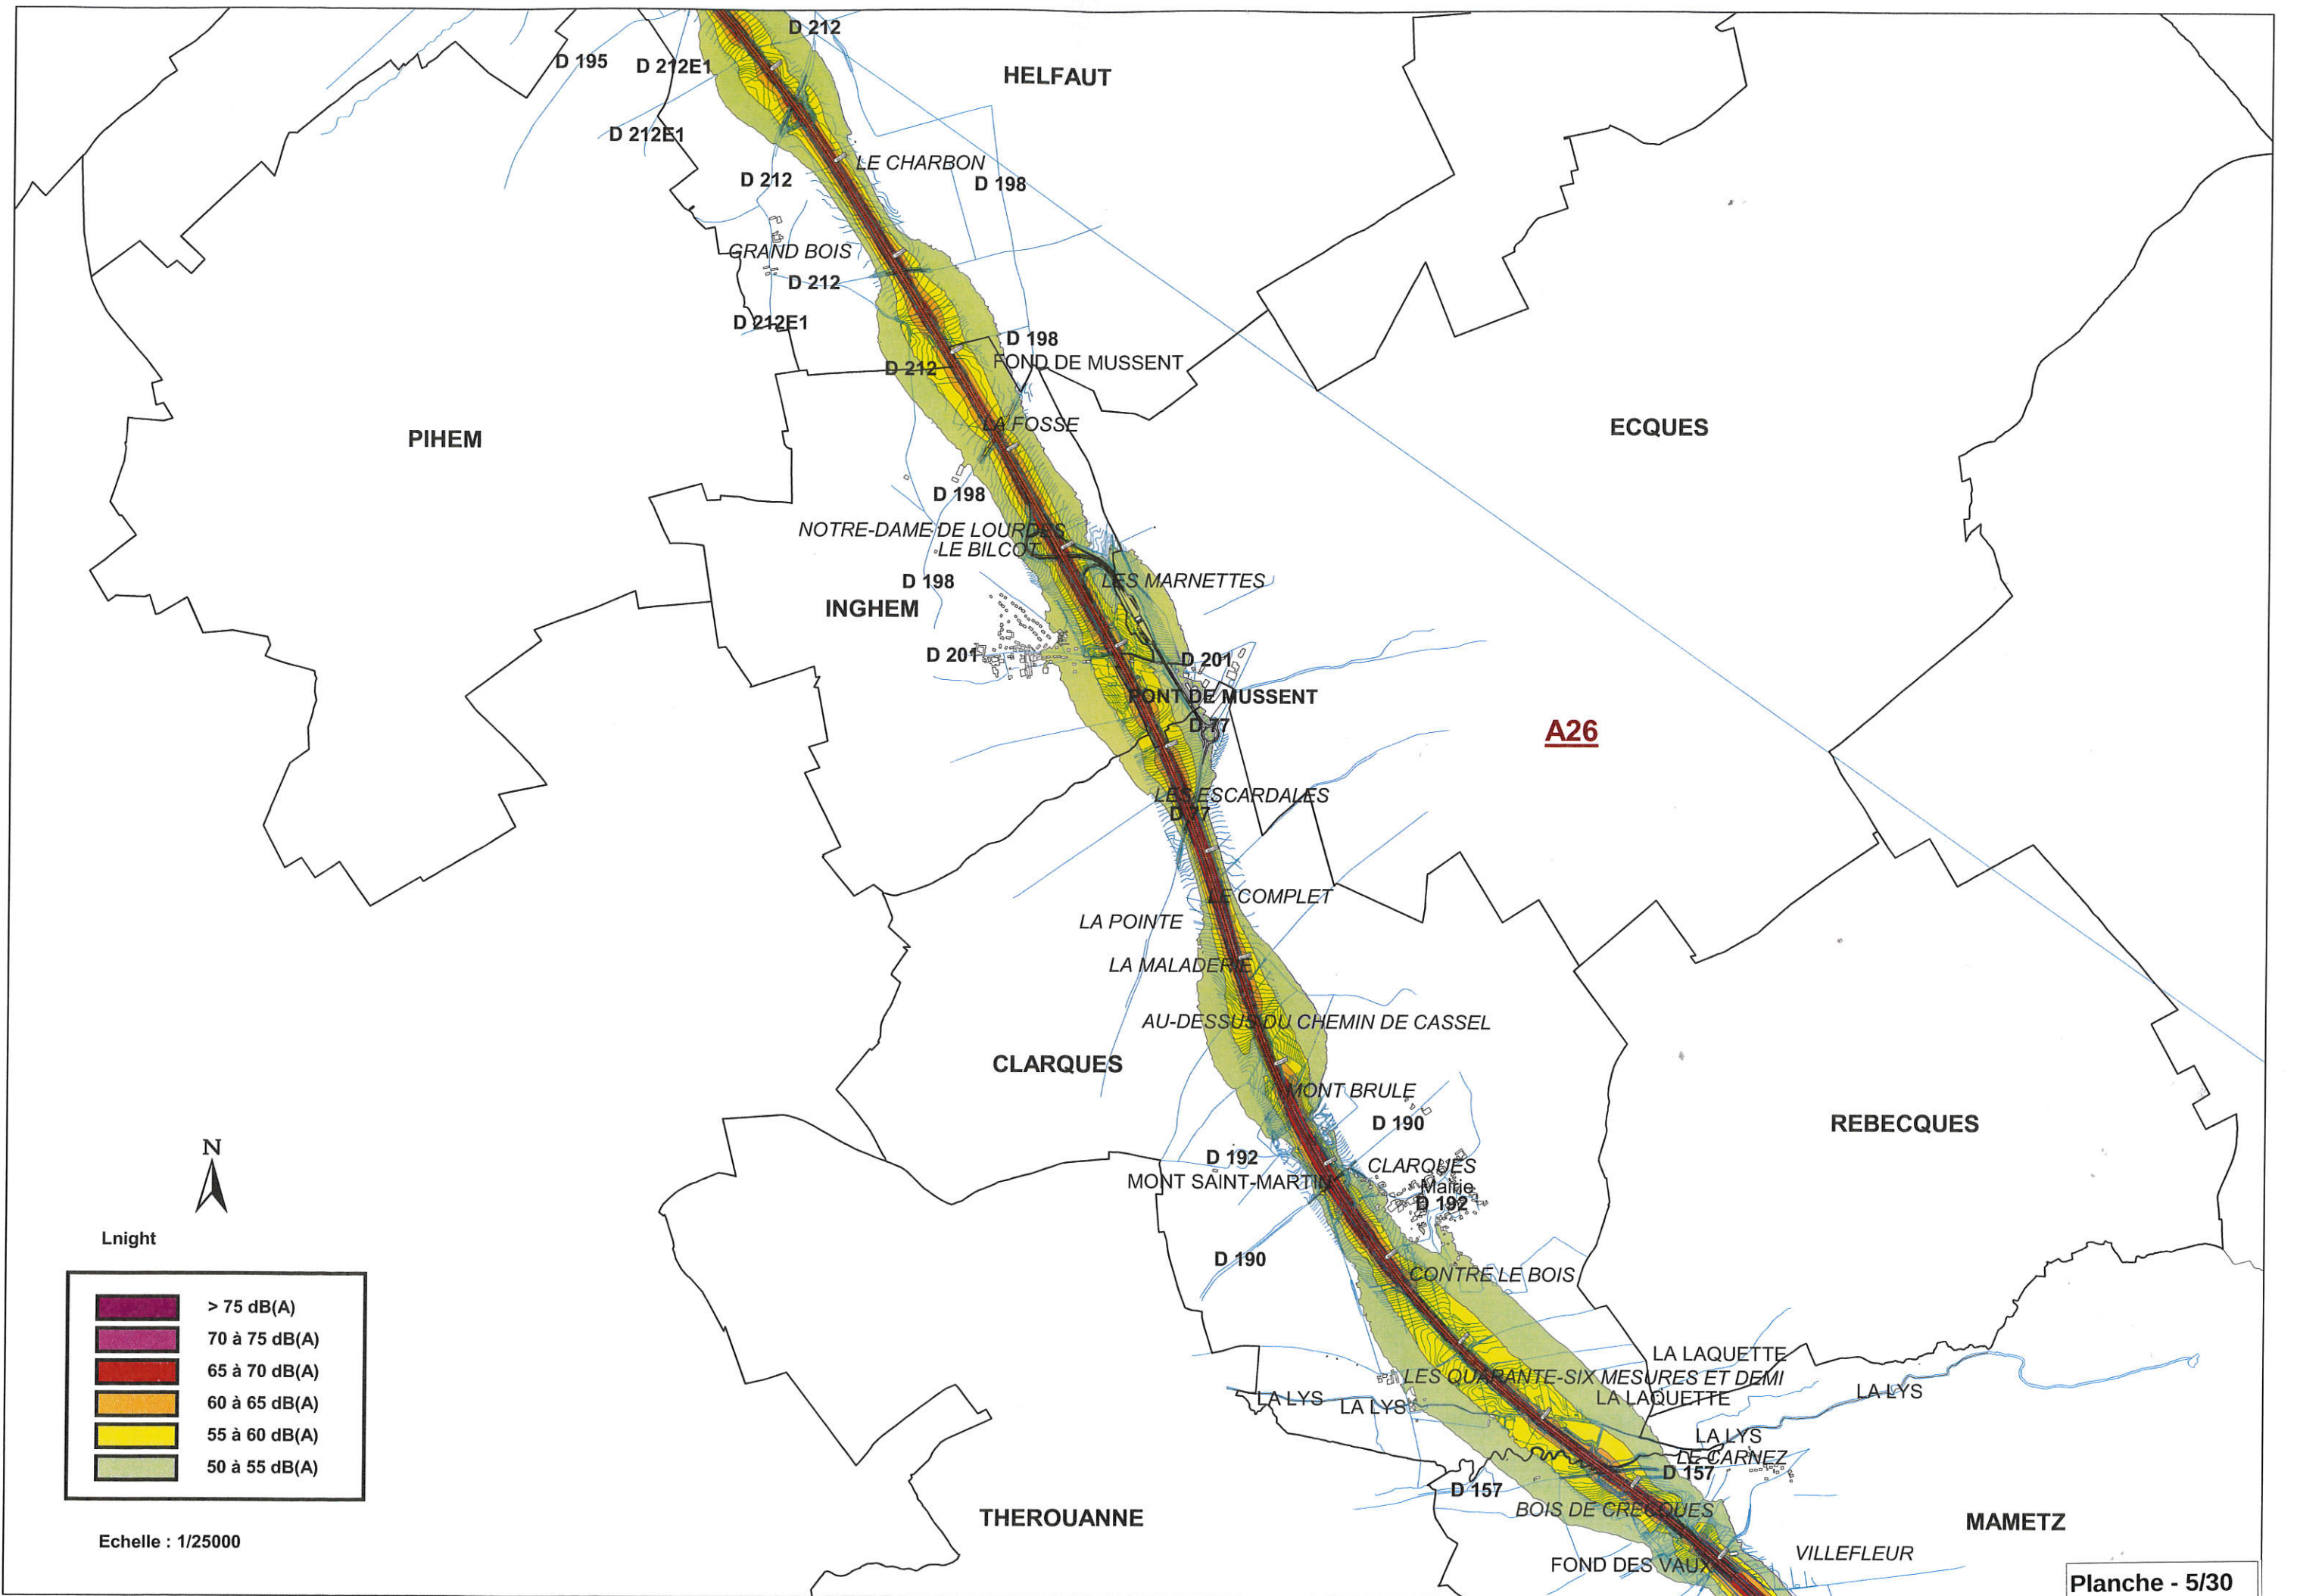 D 212
D 195
D 212E1
HELFAUT
D 212E1
LE CHARBON
D 212
D 198
GRAND BOIS
D 212
D 212E1
D 198
FOND DE MUSSENT
D 212
LA FOSSE
PIHEM
ECQUES
D 198
NOTRE-DAME DE LOURDES
LE BILCOT
D 198
LES MARNETTES
INGHEM
D 201
D 201
PONT DE MUSSENT
D 77
A26
LES ESCARDALES
D 77
LE COMPLET
LA POINTE
LA MALADERIE
AU-DESSUS DU CHEMIN DE CASSEL
CLARQUES
MONT BRULE
D 190
REBECQUES
D 192
CLARQUES
MONT SAINT-MARTIN
Mairie
D 192
D 190
CONTRE LE BOIS
LA LAQUETTE
LES QUARANTE-SIX MESURES ET DEMI
LA LYS
LA LYS
LA LAQUETTE
LA LYS
LA LYS
LE CARNEZ
D 157
D 157
BOIS DE CRECQUES
THEROUANNE
MAMETZ
FOND DES VAUX
VILLEFLEUR
N
Lnight
> 75 dB(A)
70 à 75 dB(A)
65 à 70 dB(A)
60 à 65 dB(A)
55 à 60 dB(A)
50 à 55 dB(A)
Echelle : 1/25000
Planche - 5/30